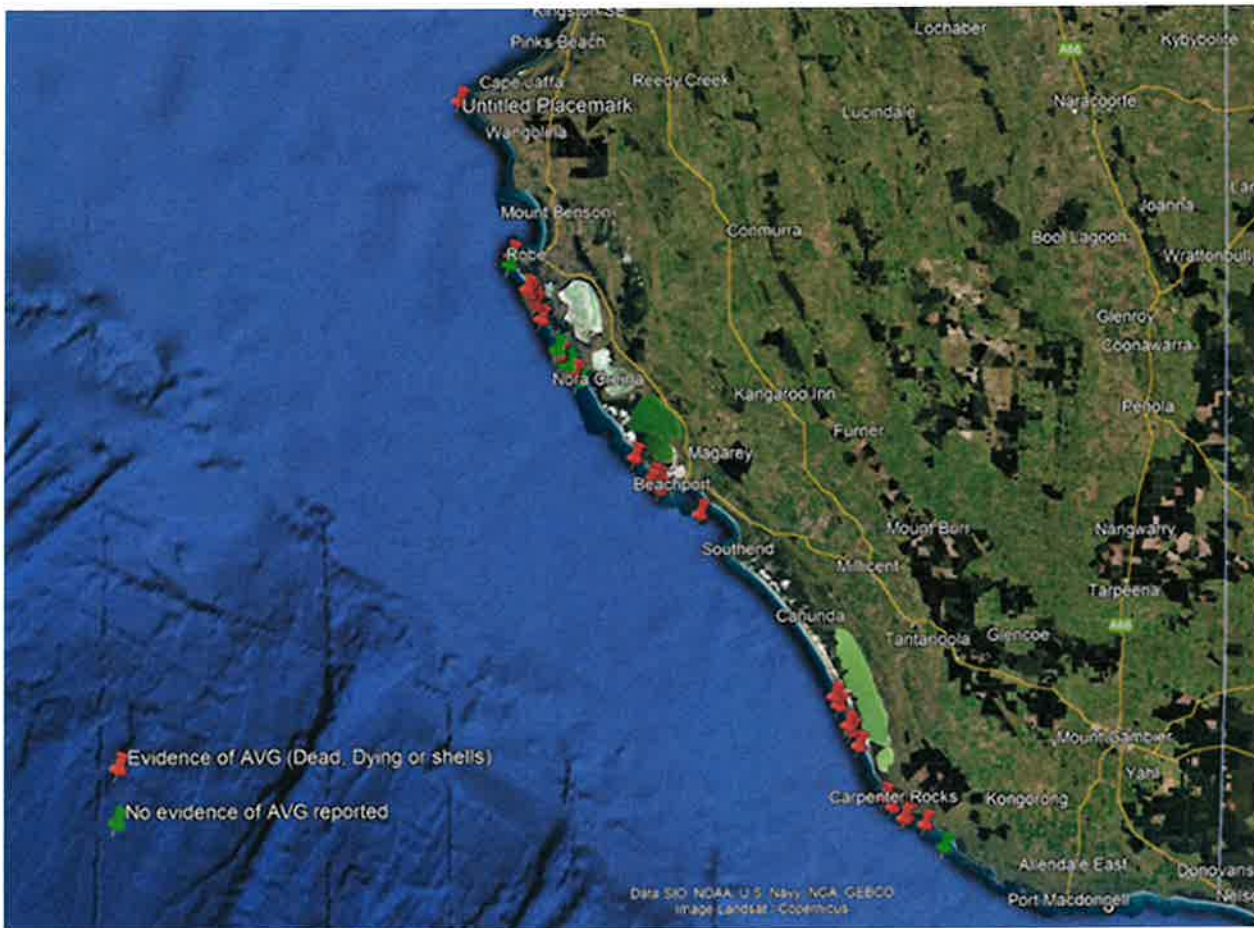 Kingston SE
Lochaber
Kybybolite
Pinks Beach
A66
Cape Jaffa
Reedy Creek
Untitled Placemark
Lucindale
Naracoorte
Wangolina
Mount Benson
Joanna
Conmurra
Bool Lagoon
Robe
Wrattonbully
Glenroy
Coonawarra
Nora Creina
Kangaroo Inn
Penola
Furner
Magarey
Beachport
Mount Burr
Nangwarry
Southend
Millicent
Tarpeena
Canunda
A66
Tantanoola
Glencoe
Mount Gambier
Evidence of AVG (Dead, Dying or shells)
Yahl
Carpenter Rocks
Kongorong
No evidence of AVG reported
Allendale East
Donovans
Data SIO, NOAA, U.S. Navy, NGA, GEBCO
Port Macdonnell
Nels
Image Landsat / Copernicus